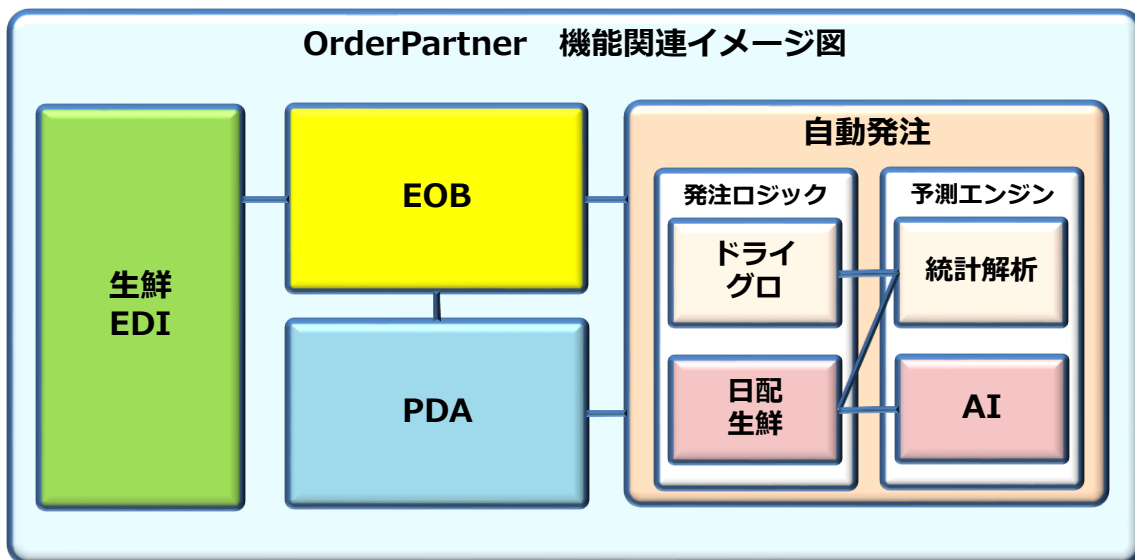 OrderPartner　機能関連イメージ図
生鮮
EDI
EOB
PDA
自動発注
発注ロジック
ドライ
グロ
日配
生鮮
予測エンジン
統計解析
AI